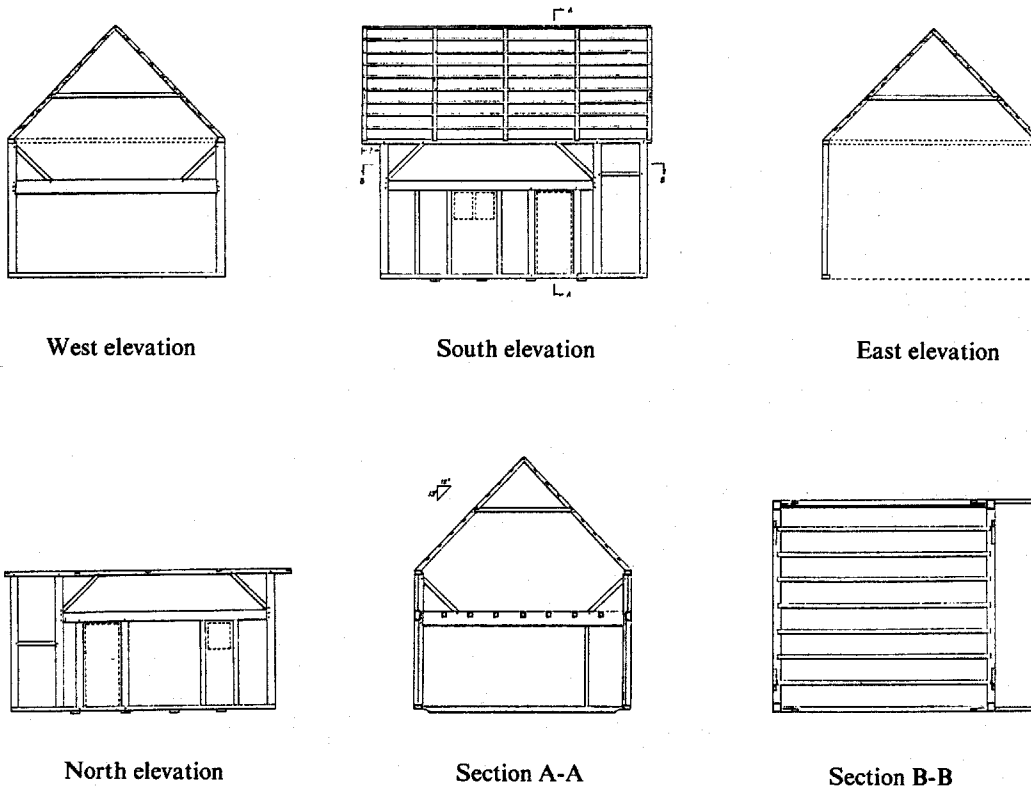 A
B
B
A
West elevation
South elevation
East elevation
North elevation
Section A-A
Section B-B